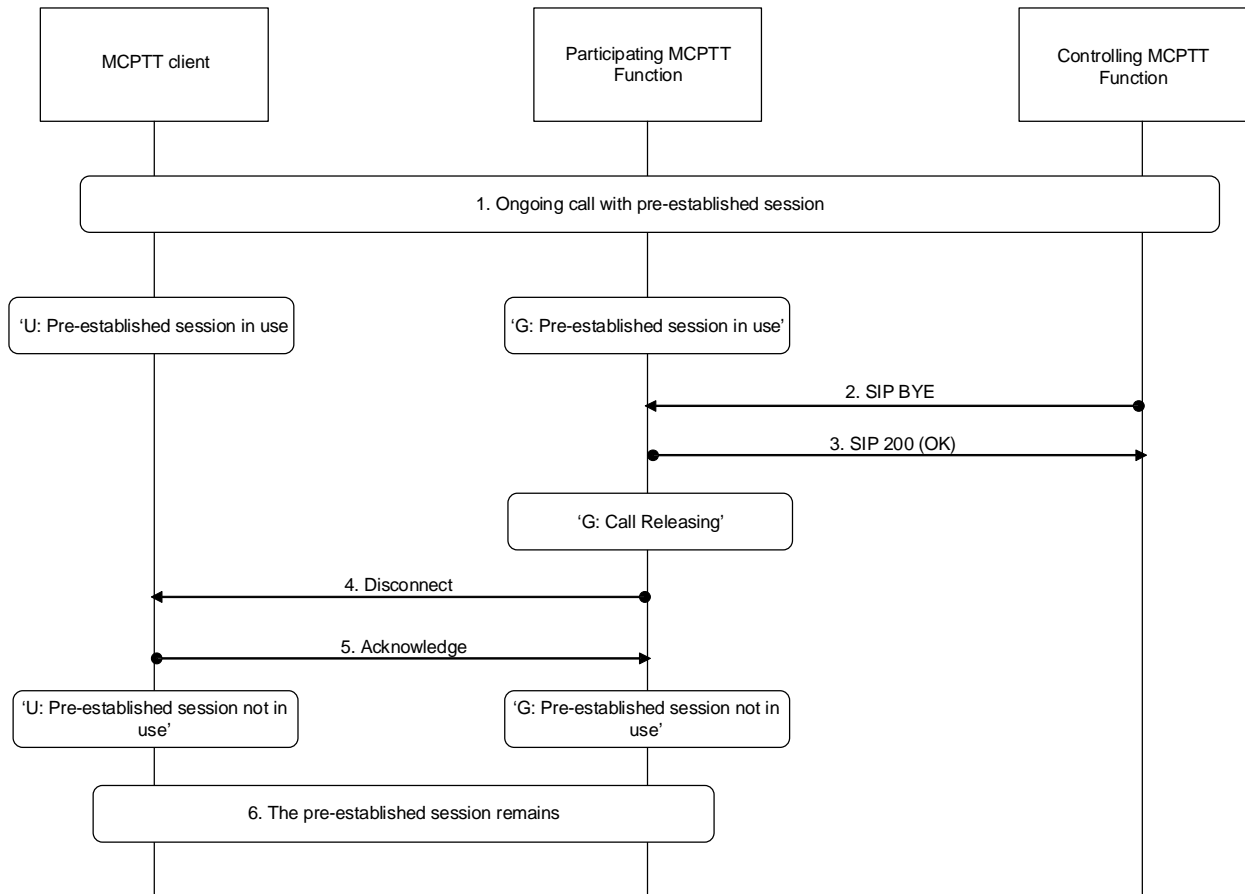 MCPTT client
Participating MCPTT
Function
Controlling MCPTT
Function
1. Ongoing call with pre-established session
‘U: Pre-established session in use
‘G: Pre-established session in use’
2. SIP BYE
3. SIP 200 (OK)
‘G: Call Releasing’
4. Disconnect
5. Acknowledge
‘U: Pre-established session not in
use’
‘G: Pre-established session not in
use’
6. The pre-established session remains